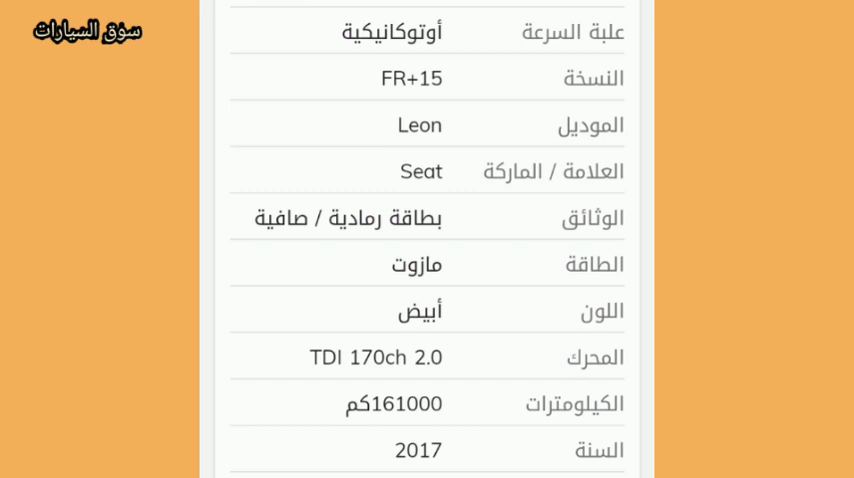 سوق السيارات
علبة السرعة أوتوكانيكية
النسخة FR+15
الموديل Leon
العلامة / الماركة Seat
الوثائق بطاقة رمادية / صافية
الطاقة مازوت
اللون أبيض
المحرك TDI 170ch 2.0
الكيلومترات 161000كم
السنة 2017